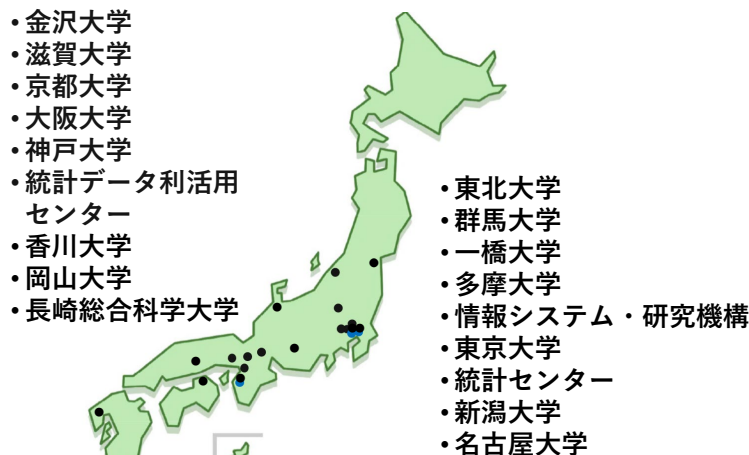 • 金沢大学
• 滋賀大学
• 京都大学
• 大阪大学
• 神戸大学
• 統計データ利活用
センター
• 香川大学
• 岡山大学
• 長崎総合科学大学
• 東北大学
• 群馬大学
• 一橋大学
• 多摩大学
• 情報システム・研究機構
• 東京大学
• 統計センター
• 新潟大学
• 名古屋大学